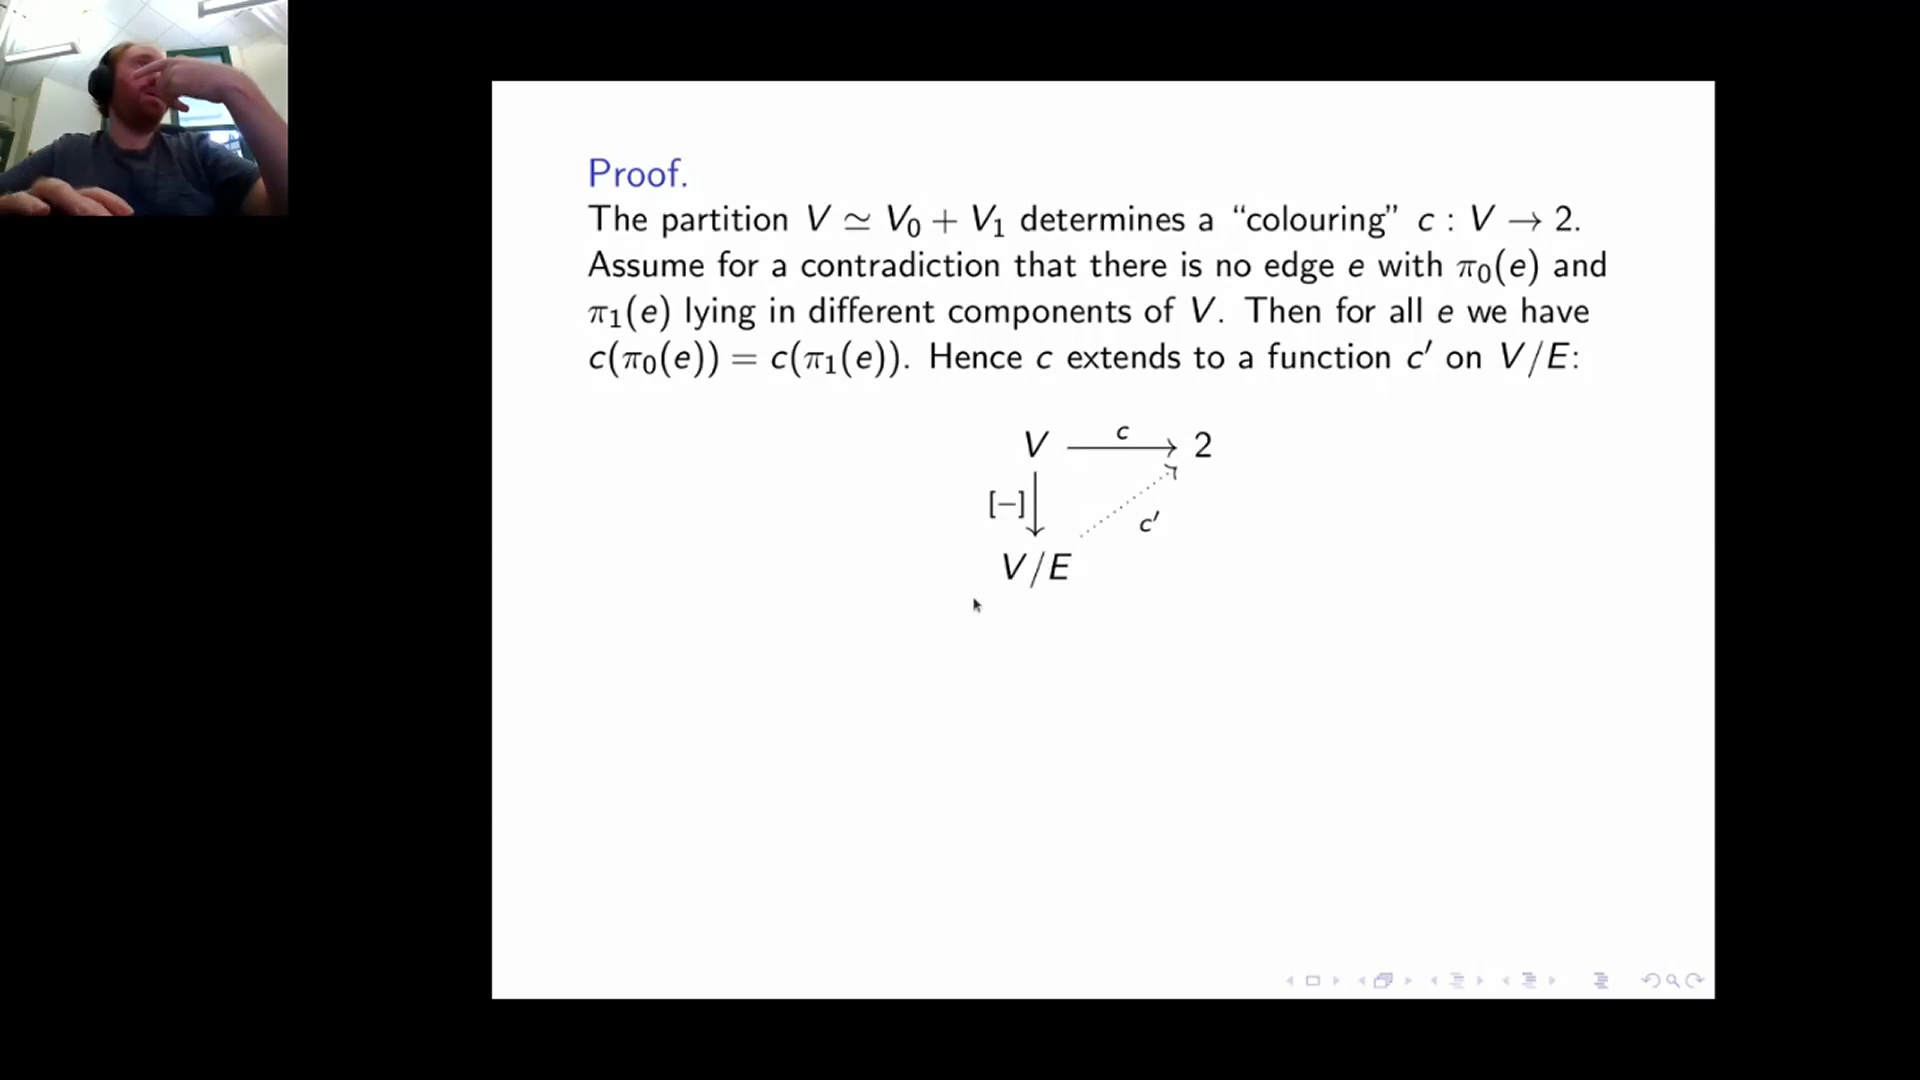 Proof.
The partition V ≃ V₀ + V₁ determines a “colouring” c : V → 2.
Assume for a contradiction that there is no edge e with π₀(e) and
π₁(e) lying in different components of V. Then for all e we have
c(π₀(e)) = c(π₁(e)). Hence c extends to a function c′ on V/E:
V c 2
[–] c′
V/E